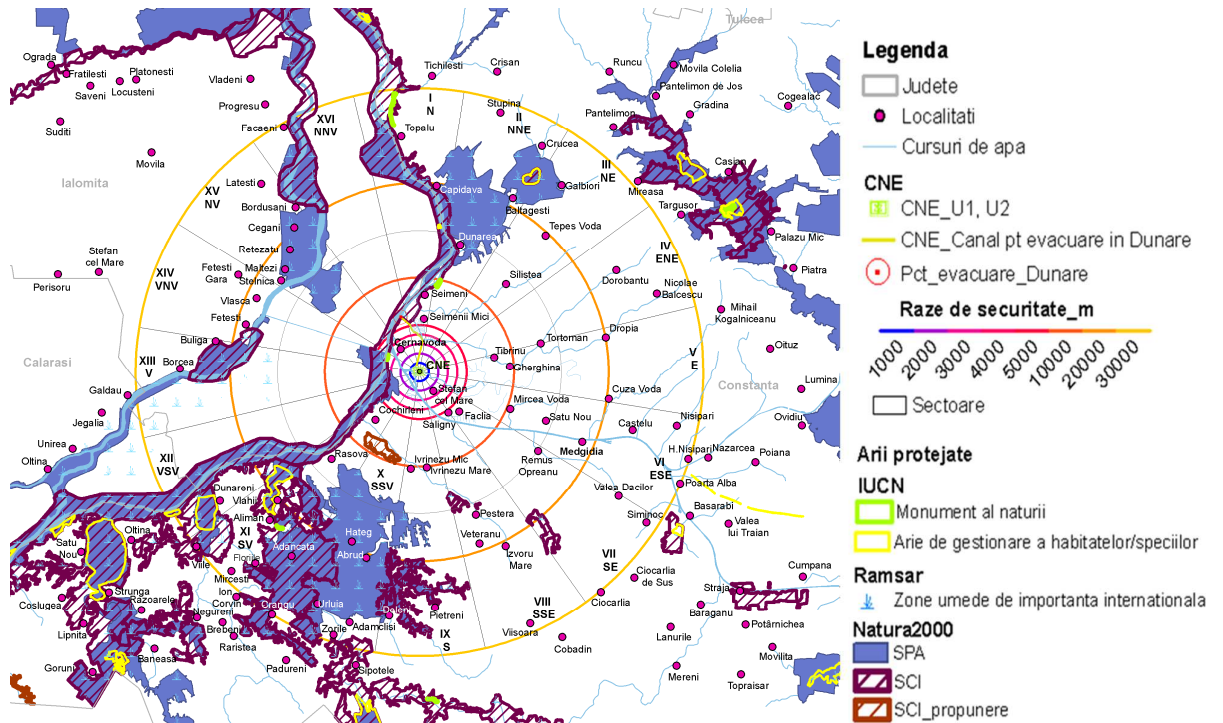 Tulcea
Ograda
Fratilesti
Platonesti
Saveni
Locusteni
Vladeni
Tichilesti
Crisan
Runcu
Movila Colelia
Pantelimon de Jos
Cogealac
Progresu
I
N
Stupina
Gradina
Suditi
Facaeni
XVI
NNV
Topalu
II
NNE
Pantelimon
Movila
Crucea
Casian
Ialomita
XV
NV
Latesti
Capidava
III
NE
Galbiori
Mireasa
Bordusani
Baltagesti
Targusor
Cegani
Tepes Voda
Palazu Mic
Stefan
cel Mare
Retezatu
Dunarea
IV
ENE
Perisoru
XIV
VNV
Fetesti
Gara
Maltezi
Stelnica
Silistea
Dorobantu
Nicolae
Balcescu
Piatra
Vlasca
Seimeni
Mihail
Kogalniceanu
Fetesti
Seimenii Mici
Dropia
Buliga
Cernavoda
Tortoman
Tibrinu
Oituz
Calarasi
XIII
V
Borcea
CNE
Gherghina
V
E
Constanta
Galdau
Stefan
cel Mare
Cuza Voda
Lumina
Jegalia
Cochirleni
Faclia
Mircea Voda
Saligny
Satu Nou
Castelu
Nisipari
Ovidiu
Unirea
Medgidia
H.Nisipari
Nazarcea
Oltina
XII
VSV
Rasova
X
SSV
Ivrinezu Mic
Ivrinezu Mare
Remus
Opreanu
VI
ESE
Poiana
Poarta Alba
Dunareni
Vlahii
Valea Dacilor
Basarabi
Aliman
Pestera
Siminoc
Valea
lui Traian
Satu
Nou
Oltina
XI
SV
Hateg
Veteranu
Viile
Floriile
Adancata
Abrud
Izvoru
Mare
VII
SE
Mircesti
Ciocarlia
de Sus
Cumpana
Strunga
Ion
Corvin
Straja
Coslugea
Razoarele
Orangu
Urluia
Deleni
VIII
SSE
Ciocarlia
Baraganu
Negureni
Pietreni
Lipnita
Brebeni
Zorile
Adamclisi
Viisoara
Lanurile
Potârnichea
Raristea
IX
S
Cobadin
Baneasa
Goruni
Padureni
Sipotele
Movilita
Mereni
Topraisar
Legenda
Judete
Localitati
Cursuri de apa
CNE
CNE_U1, U2
CNE_Canal pt evacuare in Dunare
Pct_evacuare_Dunare
Raze de securitate_m
1000
2000
3000
4000
5000
10000
20000
30000
Sectoare
Arii protejate
IUCN
Monument al naturii
Arie de gestionare a habitatelor/speciilor
Ramsar
Zone umede de importanta internationala
Natura2000
SPA
SCI
SCI_propunere